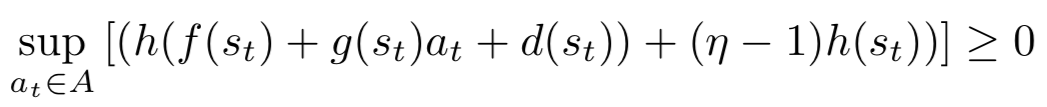 sup_{a_t ∈ A} [(h(f(s_t) + g(s_t)a_t + d(s_t)) + (η − 1)h(s_t))] ≥ 0